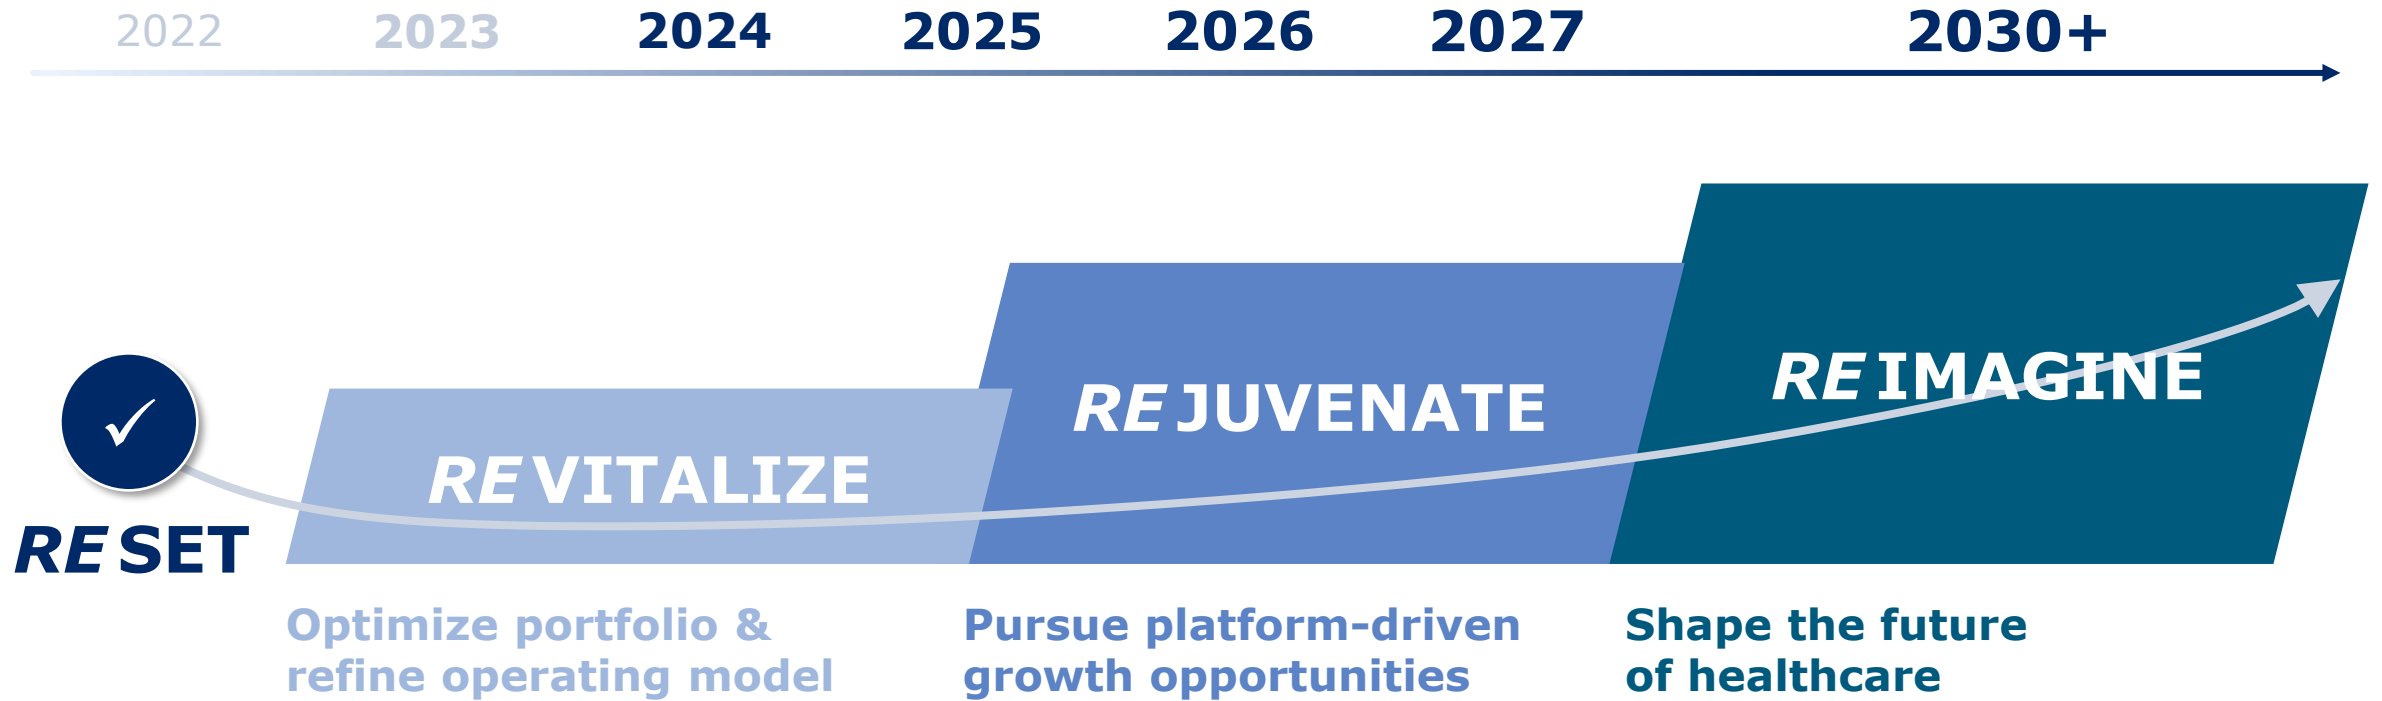 2022 2023 2024 2025 2026 2027 2030+
RESET
REVITALIZE
REJUVENATE
REIMAGINE
Optimize portfolio &
refine operating model
Pursue platform-driven
growth opportunities
Shape the future
of healthcare